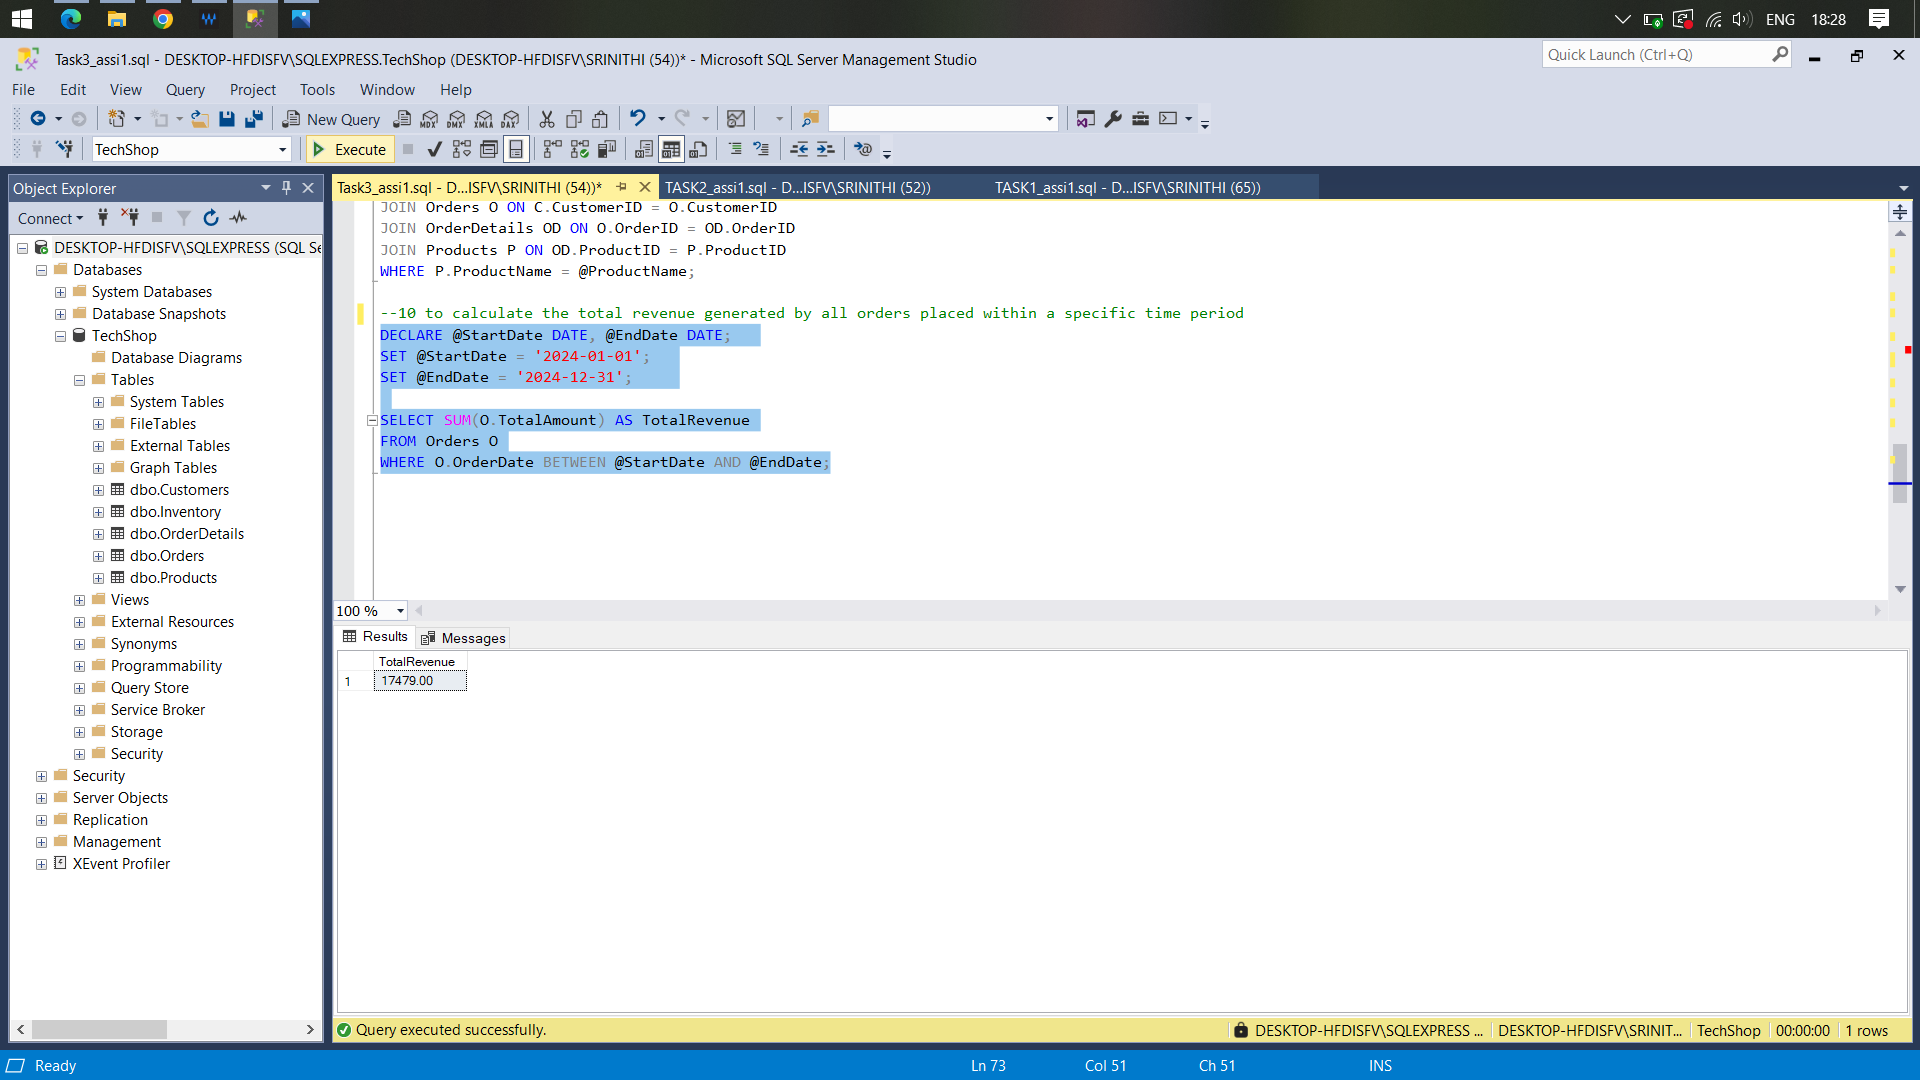 ENG
18:28
Task3_assi1.sql - DESKTOP-HFDISFV\SQLEXPRESS.TechShop (DESKTOP-HFDISFV\SRINITHI (54))* - Microsoft SQL Server Management Studio
Quick Launch (Ctrl+Q)
File Edit View Query Project Tools Window Help
New Query MDX DMX XMLA DAX
TechShop Execute
Object Explorer
Task3_assi1.sql - D...ISFV\SRINITHI (54))* TASK2_assi1.sql - D...ISFV\SRINITHI (52)) TASK1_assi1.sql - D...ISFV\SRINITHI (65))
Connect
DESKTOP-HFDISFV\SQLEXPRESS (SQL Se
Databases
System Databases
Database Snapshots
TechShop
Database Diagrams
Tables
System Tables
FileTables
External Tables
Graph Tables
dbo.Customers
dbo.Inventory
dbo.OrderDetails
dbo.Orders
dbo.Products
Views
External Resources
Synonyms
Programmability
Query Store
Service Broker
Storage
Security
Security
Server Objects
Replication
Management
XEvent Profiler
JOIN Orders O ON C.CustomerID = O.CustomerID
JOIN OrderDetails OD ON O.OrderID = OD.OrderID
JOIN Products P ON OD.ProductID = P.ProductID
WHERE P.ProductName = @ProductName;
--10 to calculate the total revenue generated by all orders placed within a specific time period
DECLARE @StartDate DATE, @EndDate DATE;
SET @StartDate = '2024-01-01';
SET @EndDate = '2024-12-31';
SELECT SUM(O.TotalAmount) AS TotalRevenue
FROM Orders O
WHERE O.OrderDate BETWEEN @StartDate AND @EndDate;
100 %
Results Messages
TotalRevenue
1 17479.00
Query executed successfully.
DESKTOP-HFDISFV\SQLEXPRESS ... DESKTOP-HFDISFV\SRINIT... TechShop 00:00:00 1 rows
Ready Ln 73 Col 51 Ch 51 INS